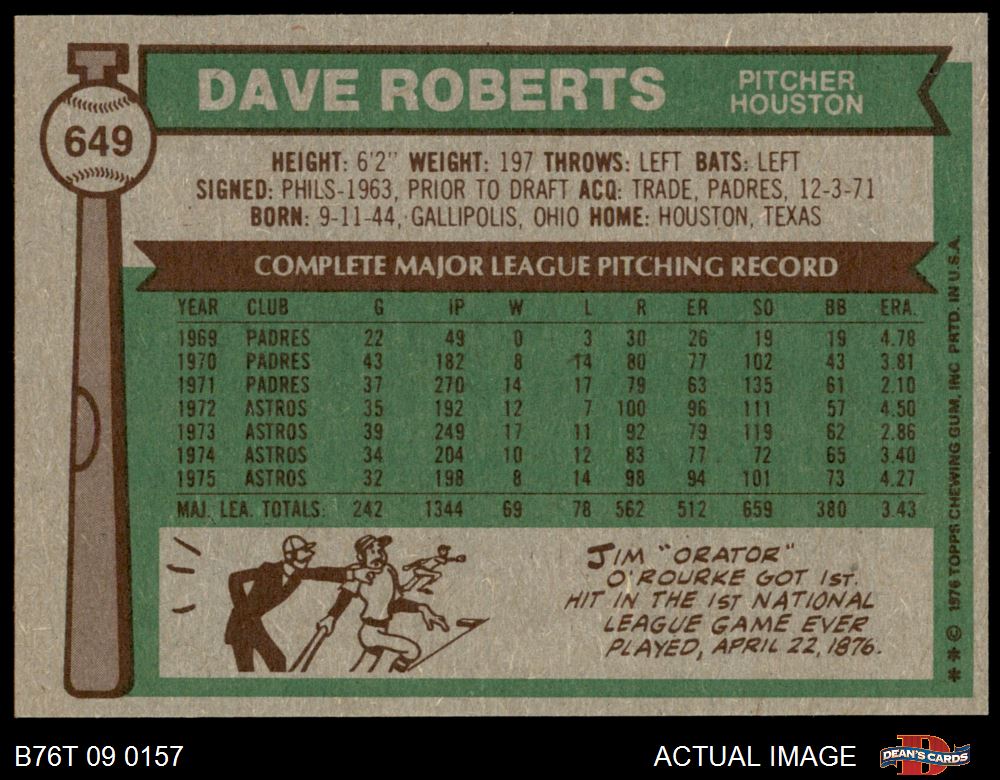 649
DAVE ROBERTS
PITCHER
HOUSTON
HEIGHT: 6'2" WEIGHT: 197 THROWS: LEFT BATS: LEFT
SIGNED: PHILS-1963, PRIOR TO DRAFT ACQ: TRADE, PADRES, 12-3-71
BORN: 9-11-44, GALLIPOLIS, OHIO HOME: HOUSTON, TEXAS
COMPLETE MAJOR LEAGUE PITCHING RECORD
YEAR CLUB G IP W L R ER SO BB ERA.
1969 PADRES 22 49 0 3 30 26 19 19 4.78
1970 PADRES 43 182 8 14 80 77 102 43 3.81
1971 PADRES 37 270 14 17 79 63 135 61 2.10
1972 ASTROS 35 192 12 7 100 96 111 57 4.50
1973 ASTROS 39 249 17 11 92 79 119 62 2.86
1974 ASTROS 34 204 10 12 83 77 72 65 3.40
1975 ASTROS 32 198 8 14 98 94 101 73 4.27
MAJ. LEA. TOTALS: 242 1344 69 78 562 512 659 380 3.43
JIM "ORATOR"
O'ROURKE GOT 1ST.
HIT IN THE 1ST NATIONAL
LEAGUE GAME EVER
PLAYED, APRIL 22, 1876.
* * © 1976 TOPPS CHEWING GUM, INC PRTD. IN U.S.A.
B76T 09 0157
ACTUAL IMAGE
DEAN'S CARDS